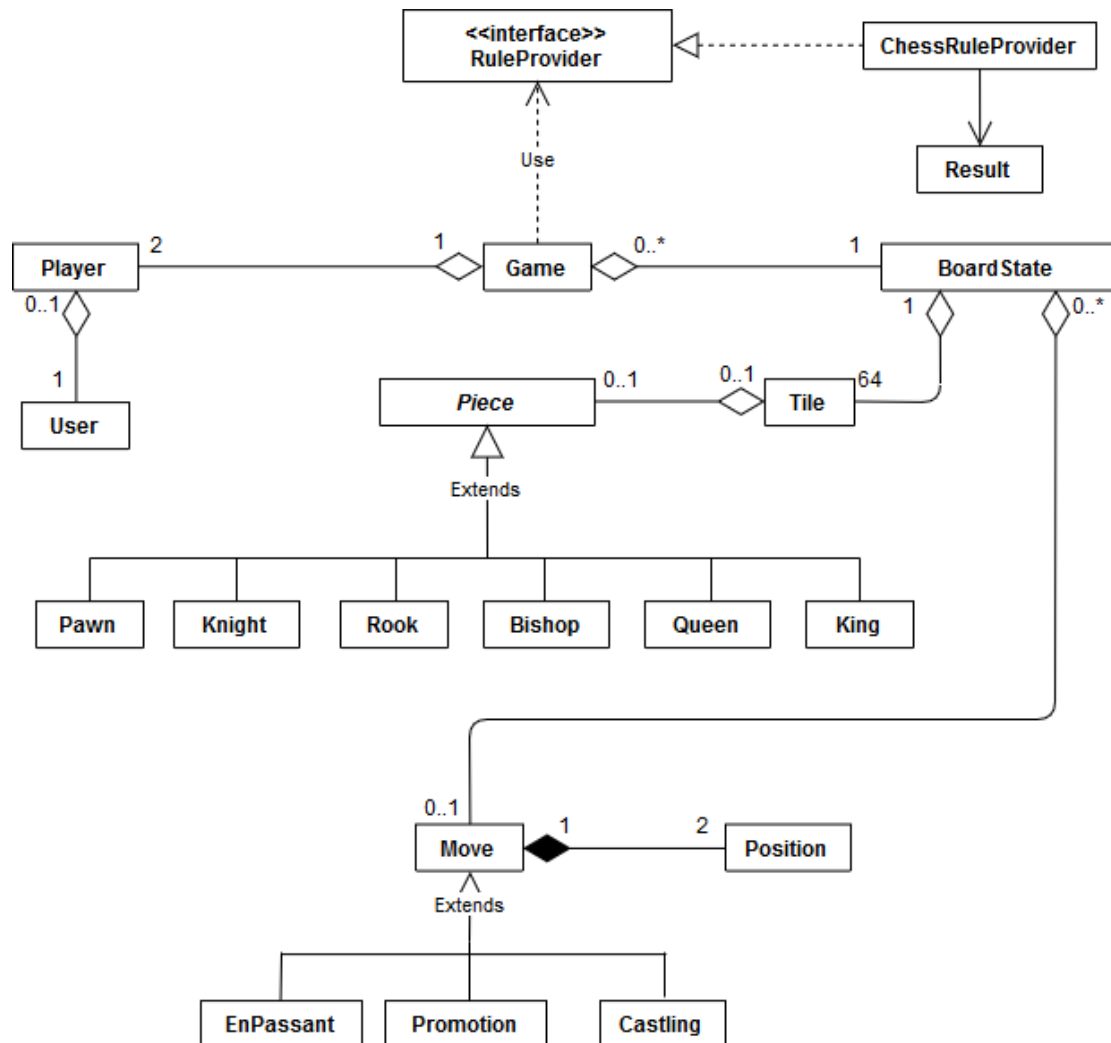 <<interface>>
RuleProvider
ChessRuleProvider
Use
Result
2
1
0..*
1
Player
Game
BoardState
0..1
1
0..*
1
0..1
0..1
64
User
Piece
Tile
Extends
Pawn
Knight
Rook
Bishop
Queen
King
0..1
1
2
Move
Position
Extends
EnPassant
Promotion
Castling